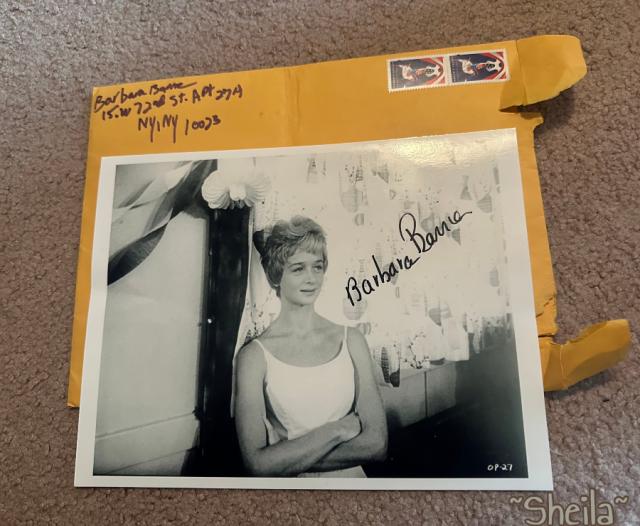 Barbara Barrie
15 W 72nd St. Apt 27A
NY, NY 10023
Barbara Barrie
OP-27
~Sheila~